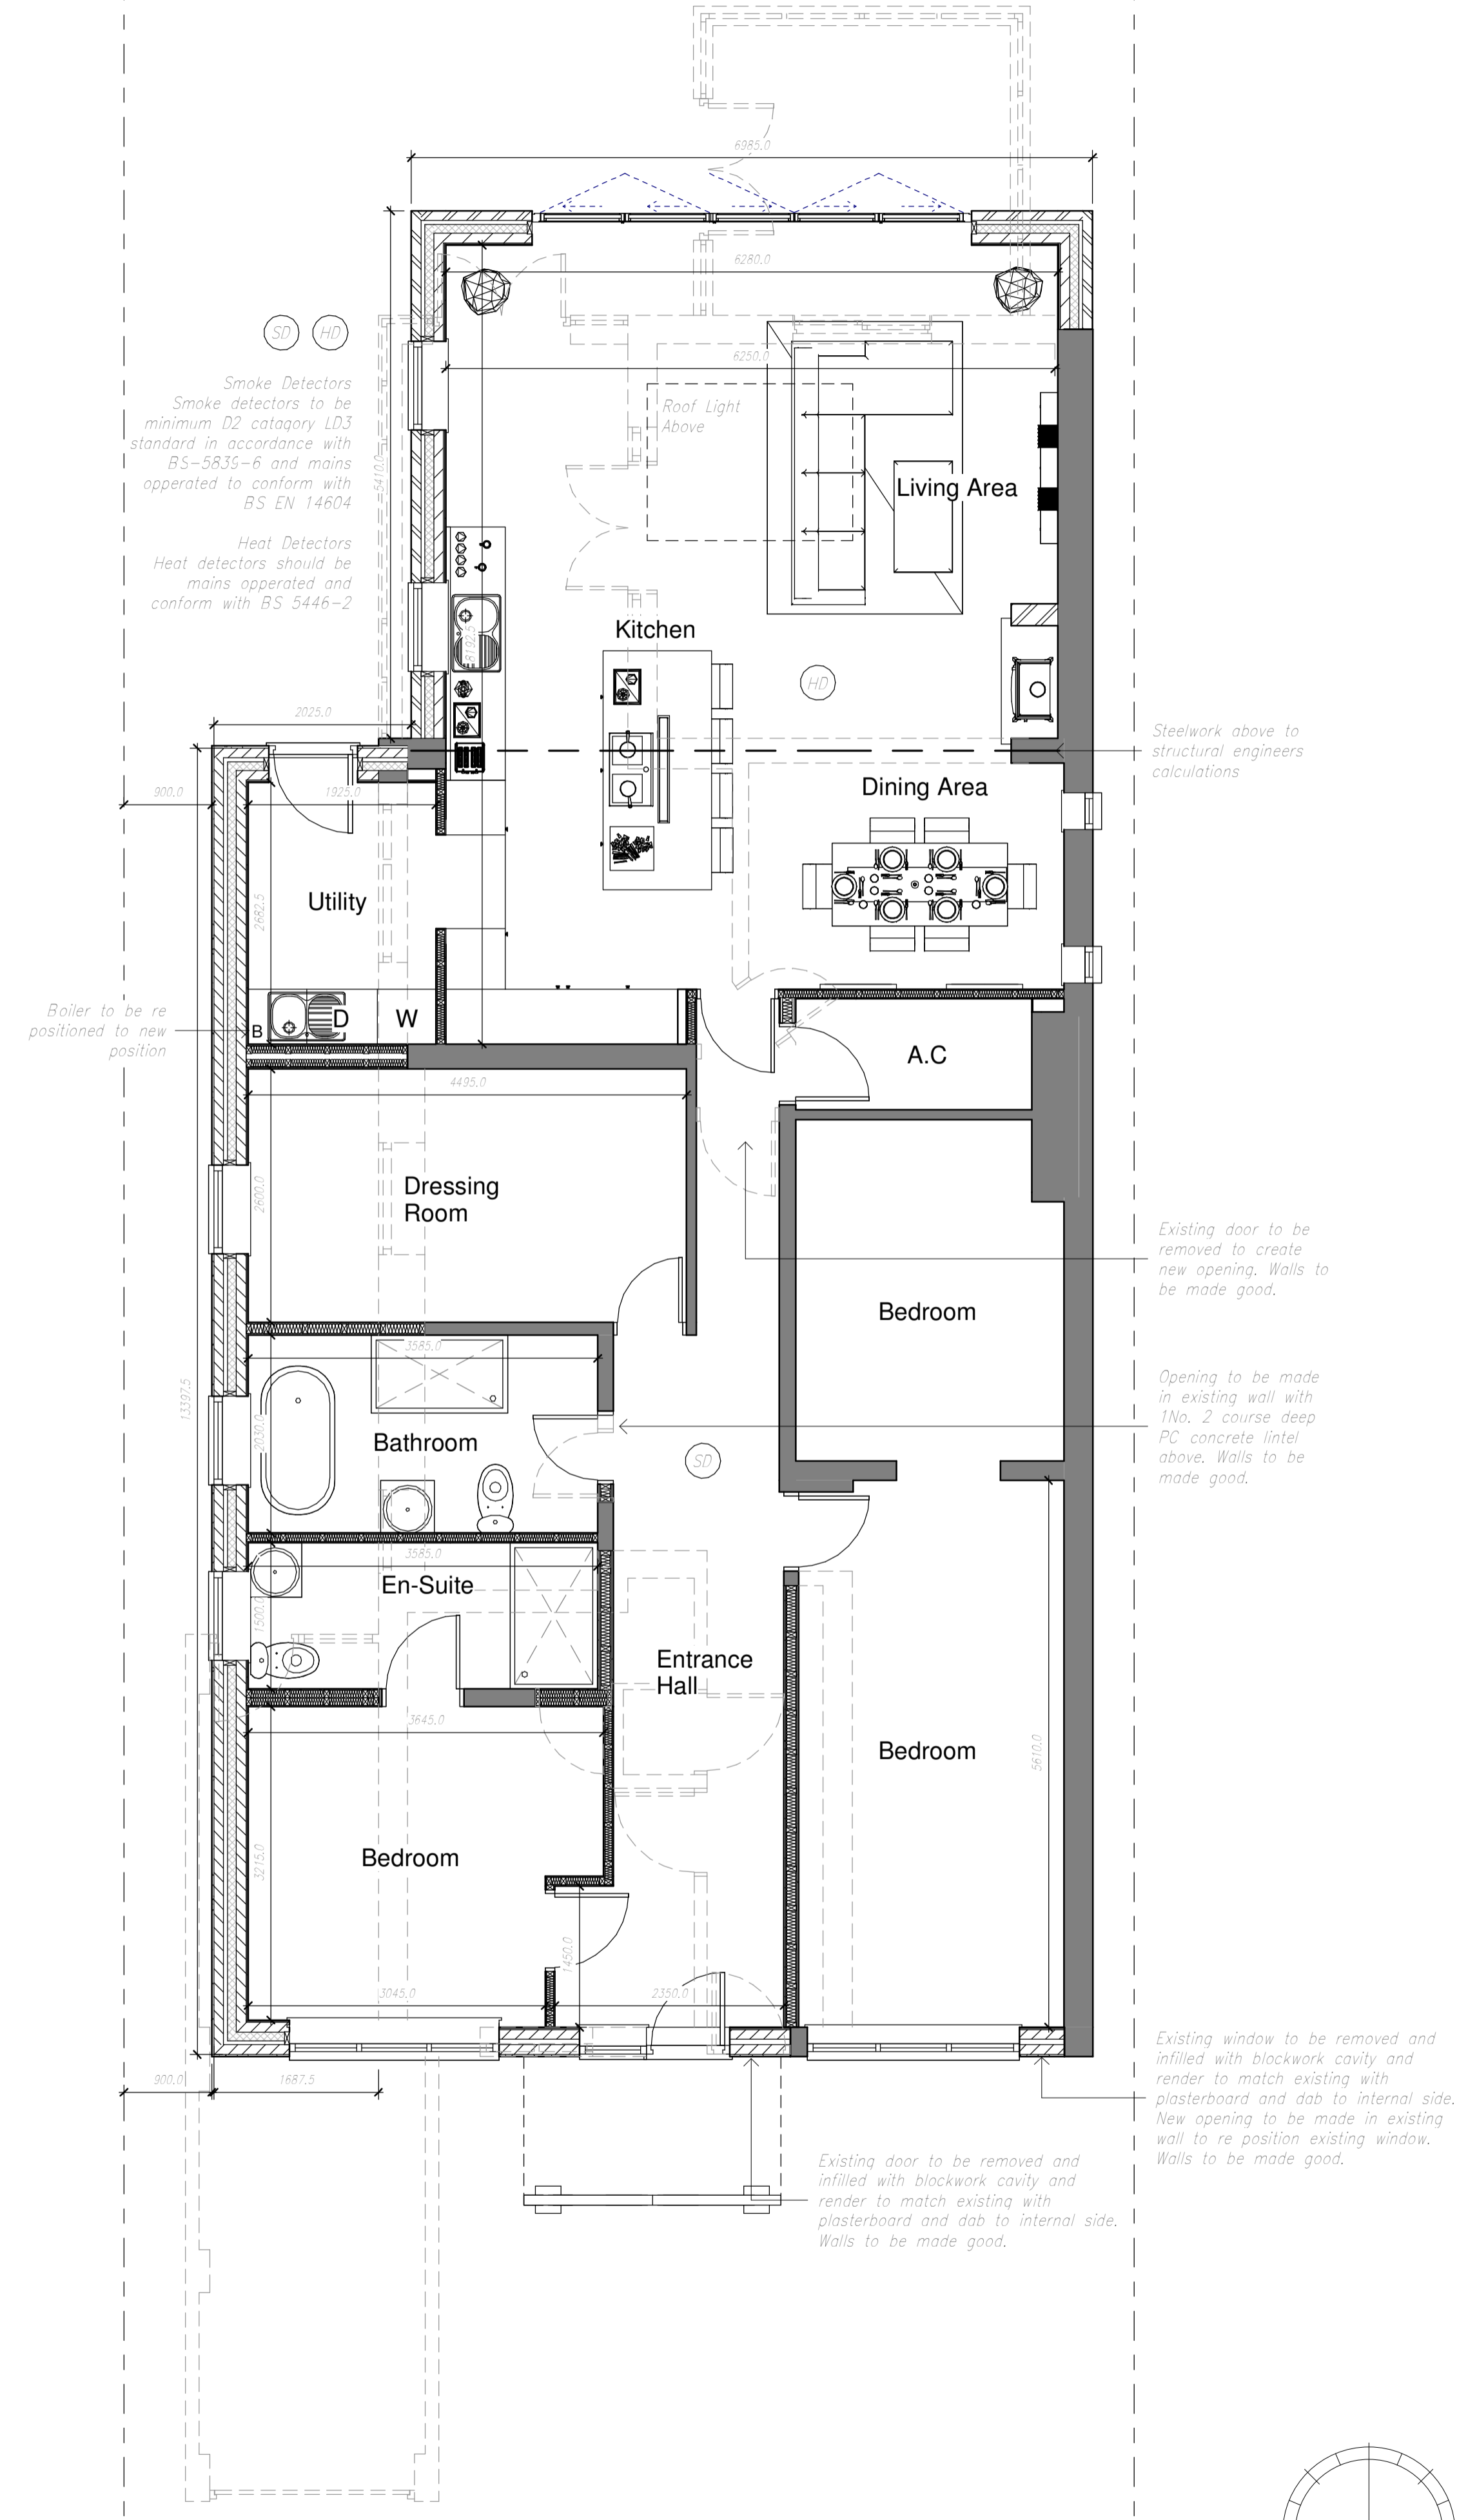 6985.0
6280.0
SD
HD
6250.0
Smoke Detectors
Smoke detectors to be
minimum D2 catagory LD3
standard in accordance with
BS-5839-6 and mains
opperated to conform with
BS EN 14604
Heat Detectors
Heat detectors should be
mains opperated and
conform with BS 5446-2
5410.0
Roof Light
Above
Living Area
Kitchen
8192.5
HD
2025.0
Steelwork above to
structural engineers
calculations
900.0
1925.0
Dining Area
Utility
2682.5
Boiler to be re
positioned to new
position
B
D
W
A.C
4495.0
Dressing
Room
2600.0
Existing door to be
removed to create
new opening. Walls to
be made good.
Bedroom
3585.0
13397.5
Opening to be made
in existing wall with
1No. 2 course deep
PC concrete lintel
above. Walls to be
made good.
2030.0
Bathroom
SD
3585.0
En-Suite
1500.0
Entrance
Hall
3645.0
Bedroom
5610.0
Bedroom
3215.0
1450.0
3045.0
2350.0
900.0
1687.5
Existing window to be removed and
infilled with blockwork cavity and
render to match existing with
plasterboard and dab to internal side.
New opening to be made in existing
wall to re position existing window.
Walls to be made good.
Existing door to be removed and
infilled with blockwork cavity and
render to match existing with
plasterboard and dab to internal side.
Walls to be made good.